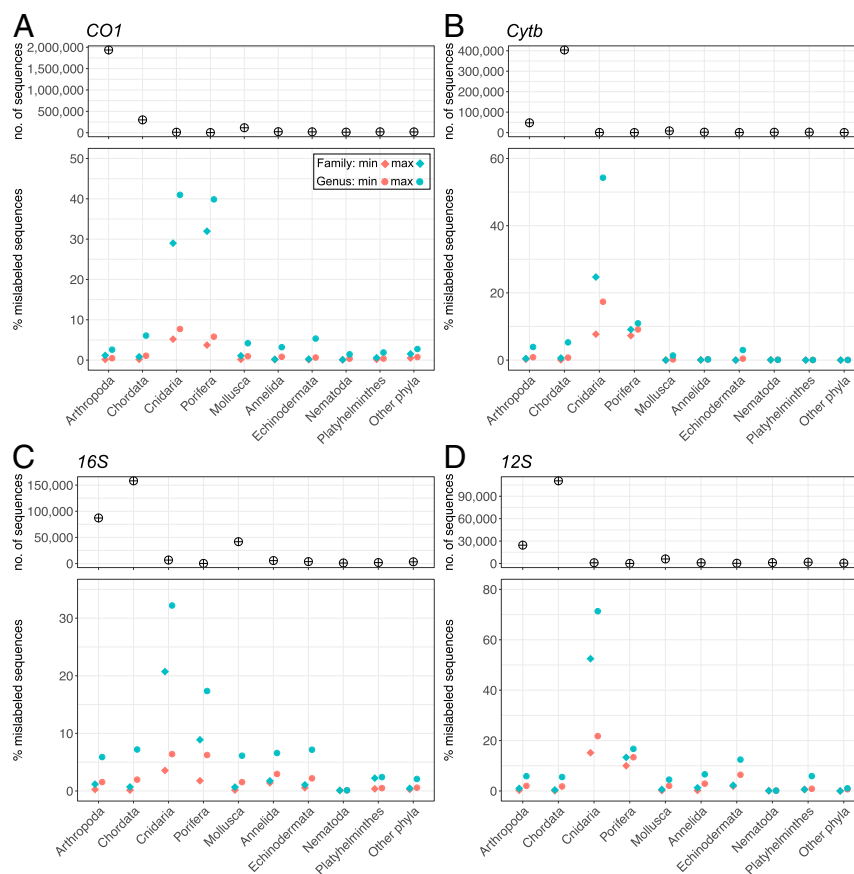 A
CO1
no. of sequences
2,000,000
1,500,000
1,000,000
500,000
0
% mislabeled sequences
50
40
30
20
10
0
Family: min max
Genus: min max
Arthropoda
Chordata
Cnidaria
Porifera
Mollusca
Annelida
Echinodermata
Nematoda
Platyhelminthes
Other phyla
B
Cytb
no. of sequences
400,000
300,000
200,000
100,000
0
% mislabeled sequences
60
40
20
0
Arthropoda
Chordata
Cnidaria
Porifera
Mollusca
Annelida
Echinodermata
Nematoda
Platyhelminthes
Other phyla
C
16S
no. of sequences
150,000
100,000
50,000
0
% mislabeled sequences
30
20
10
0
Arthropoda
Chordata
Cnidaria
Porifera
Mollusca
Annelida
Echinodermata
Nematoda
Platyhelminthes
Other phyla
D
12S
no. of sequences
90,000
60,000
30,000
0
% mislabeled sequences
80
60
40
20
0
Arthropoda
Chordata
Cnidaria
Porifera
Mollusca
Annelida
Echinodermata
Nematoda
Platyhelminthes
Other phyla